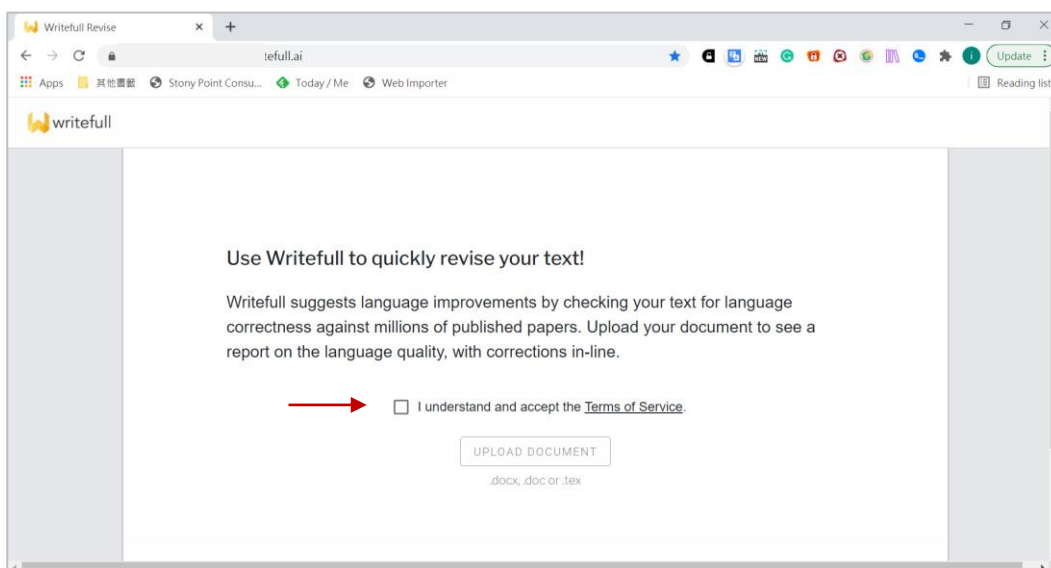 Writefull Revise
tefull.ai
Update
Apps 其他書籤 Stony Point Consu... Today / Me Web Importer Reading list
writefull
Use Writefull to quickly revise your text!
Writefull suggests language improvements by checking your text for language
correctness against millions of published papers. Upload your document to see a
report on the language quality, with corrections in-line.
I understand and accept the Terms of Service.
UPLOAD DOCUMENT
.docx, .doc or .tex